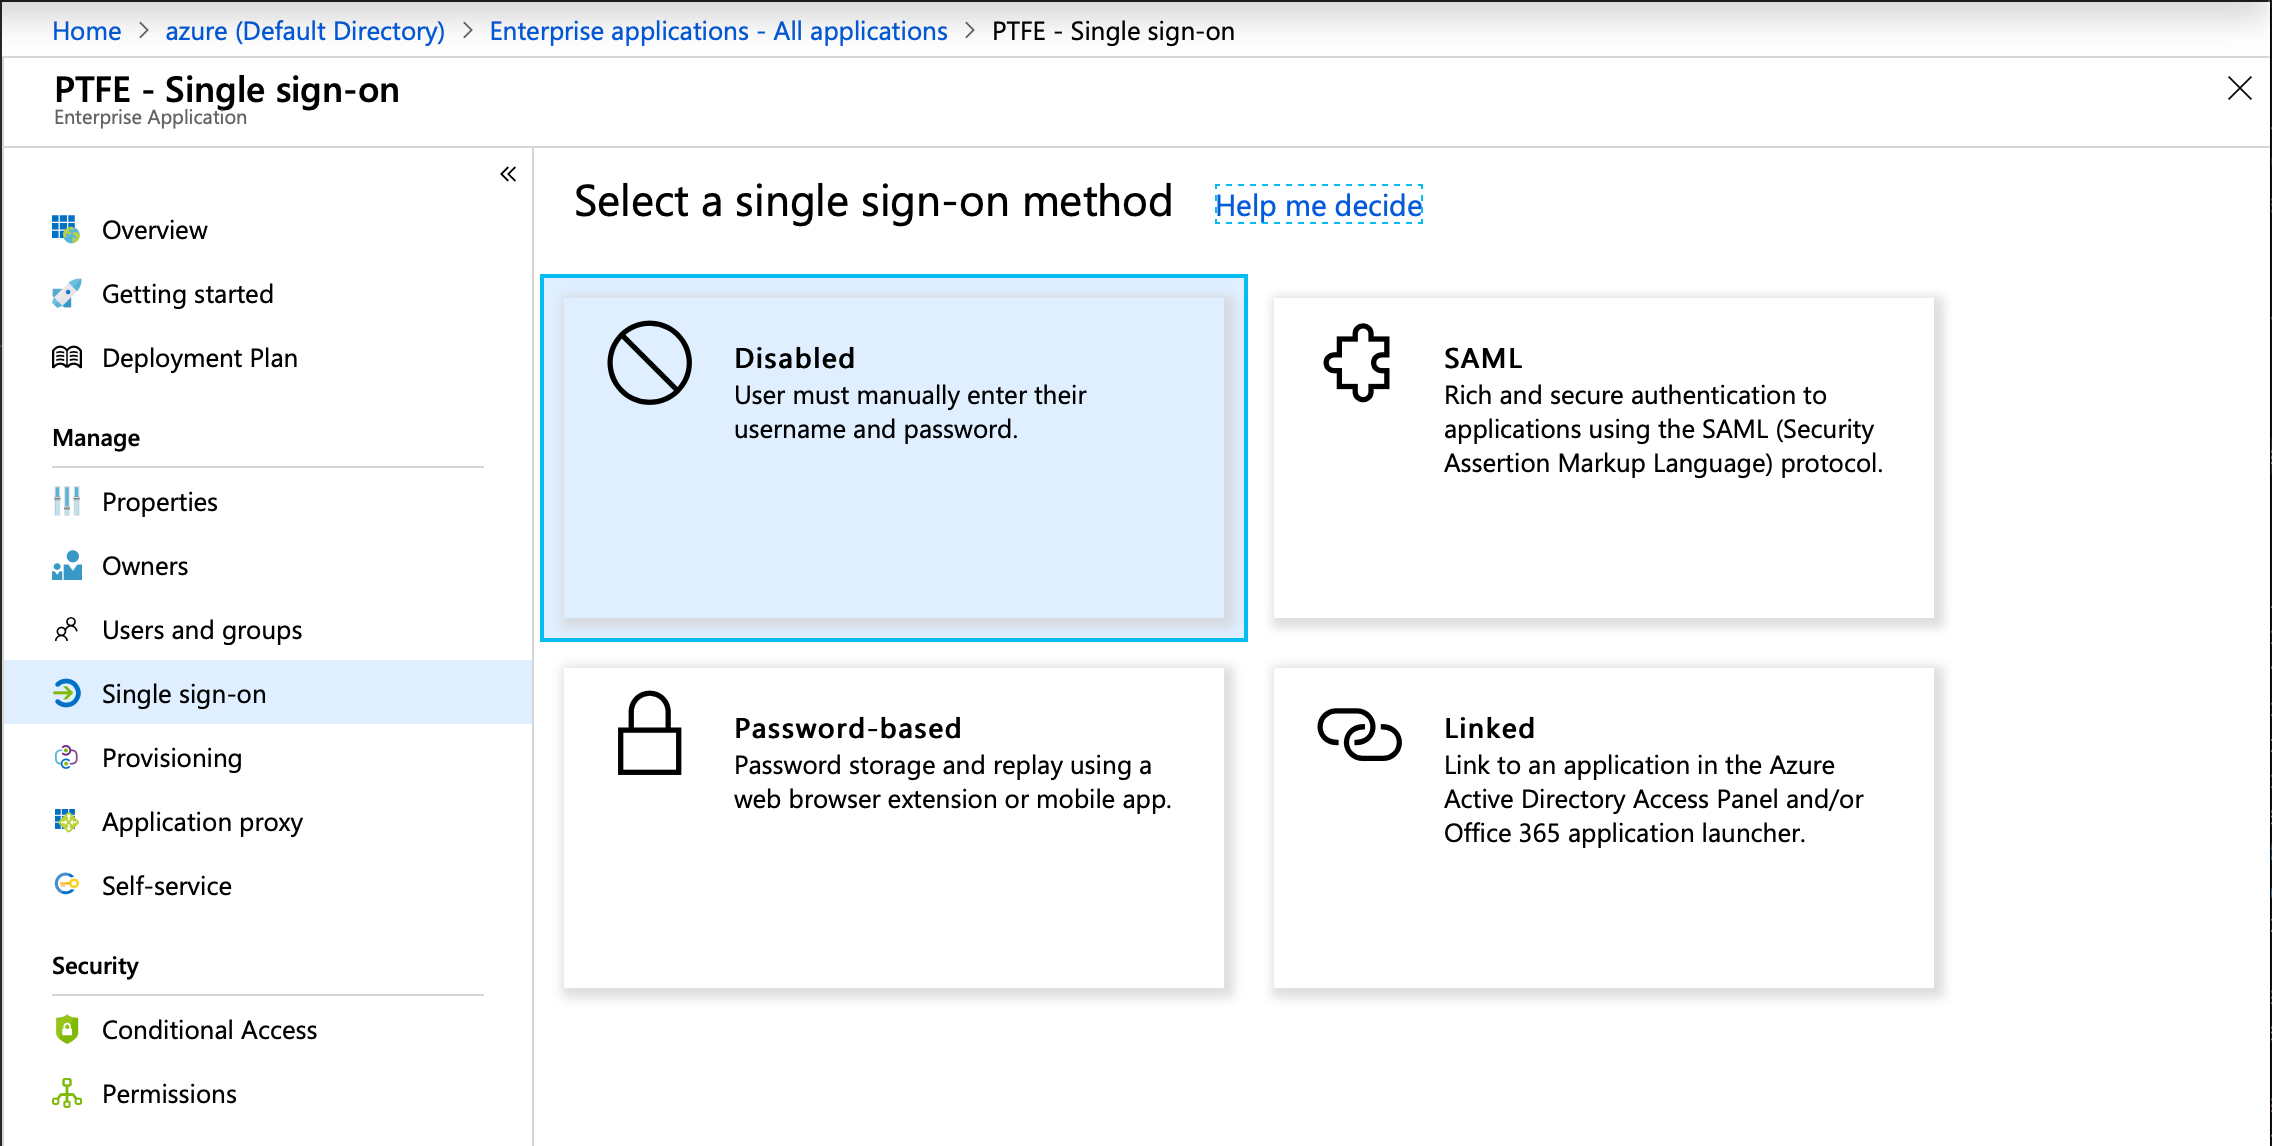 Home > azure (Default Directory) > Enterprise applications - All applications > PTFE - Single sign-on
PTFE - Single sign-on
Enterprise Application
Overview
Getting started
Deployment Plan
Manage
Properties
Owners
Users and groups
Single sign-on
Provisioning
Application proxy
Self-service
Security
Conditional Access
Permissions
Select a single sign-on method Help me decide
Disabled
User must manually enter their
username and password.
SAML
Rich and secure authentication to
applications using the SAML (Security
Assertion Markup Language) protocol.
Password-based
Password storage and replay using a
web browser extension or mobile app.
Linked
Link to an application in the Azure
Active Directory Access Panel and/or
Office 365 application launcher.